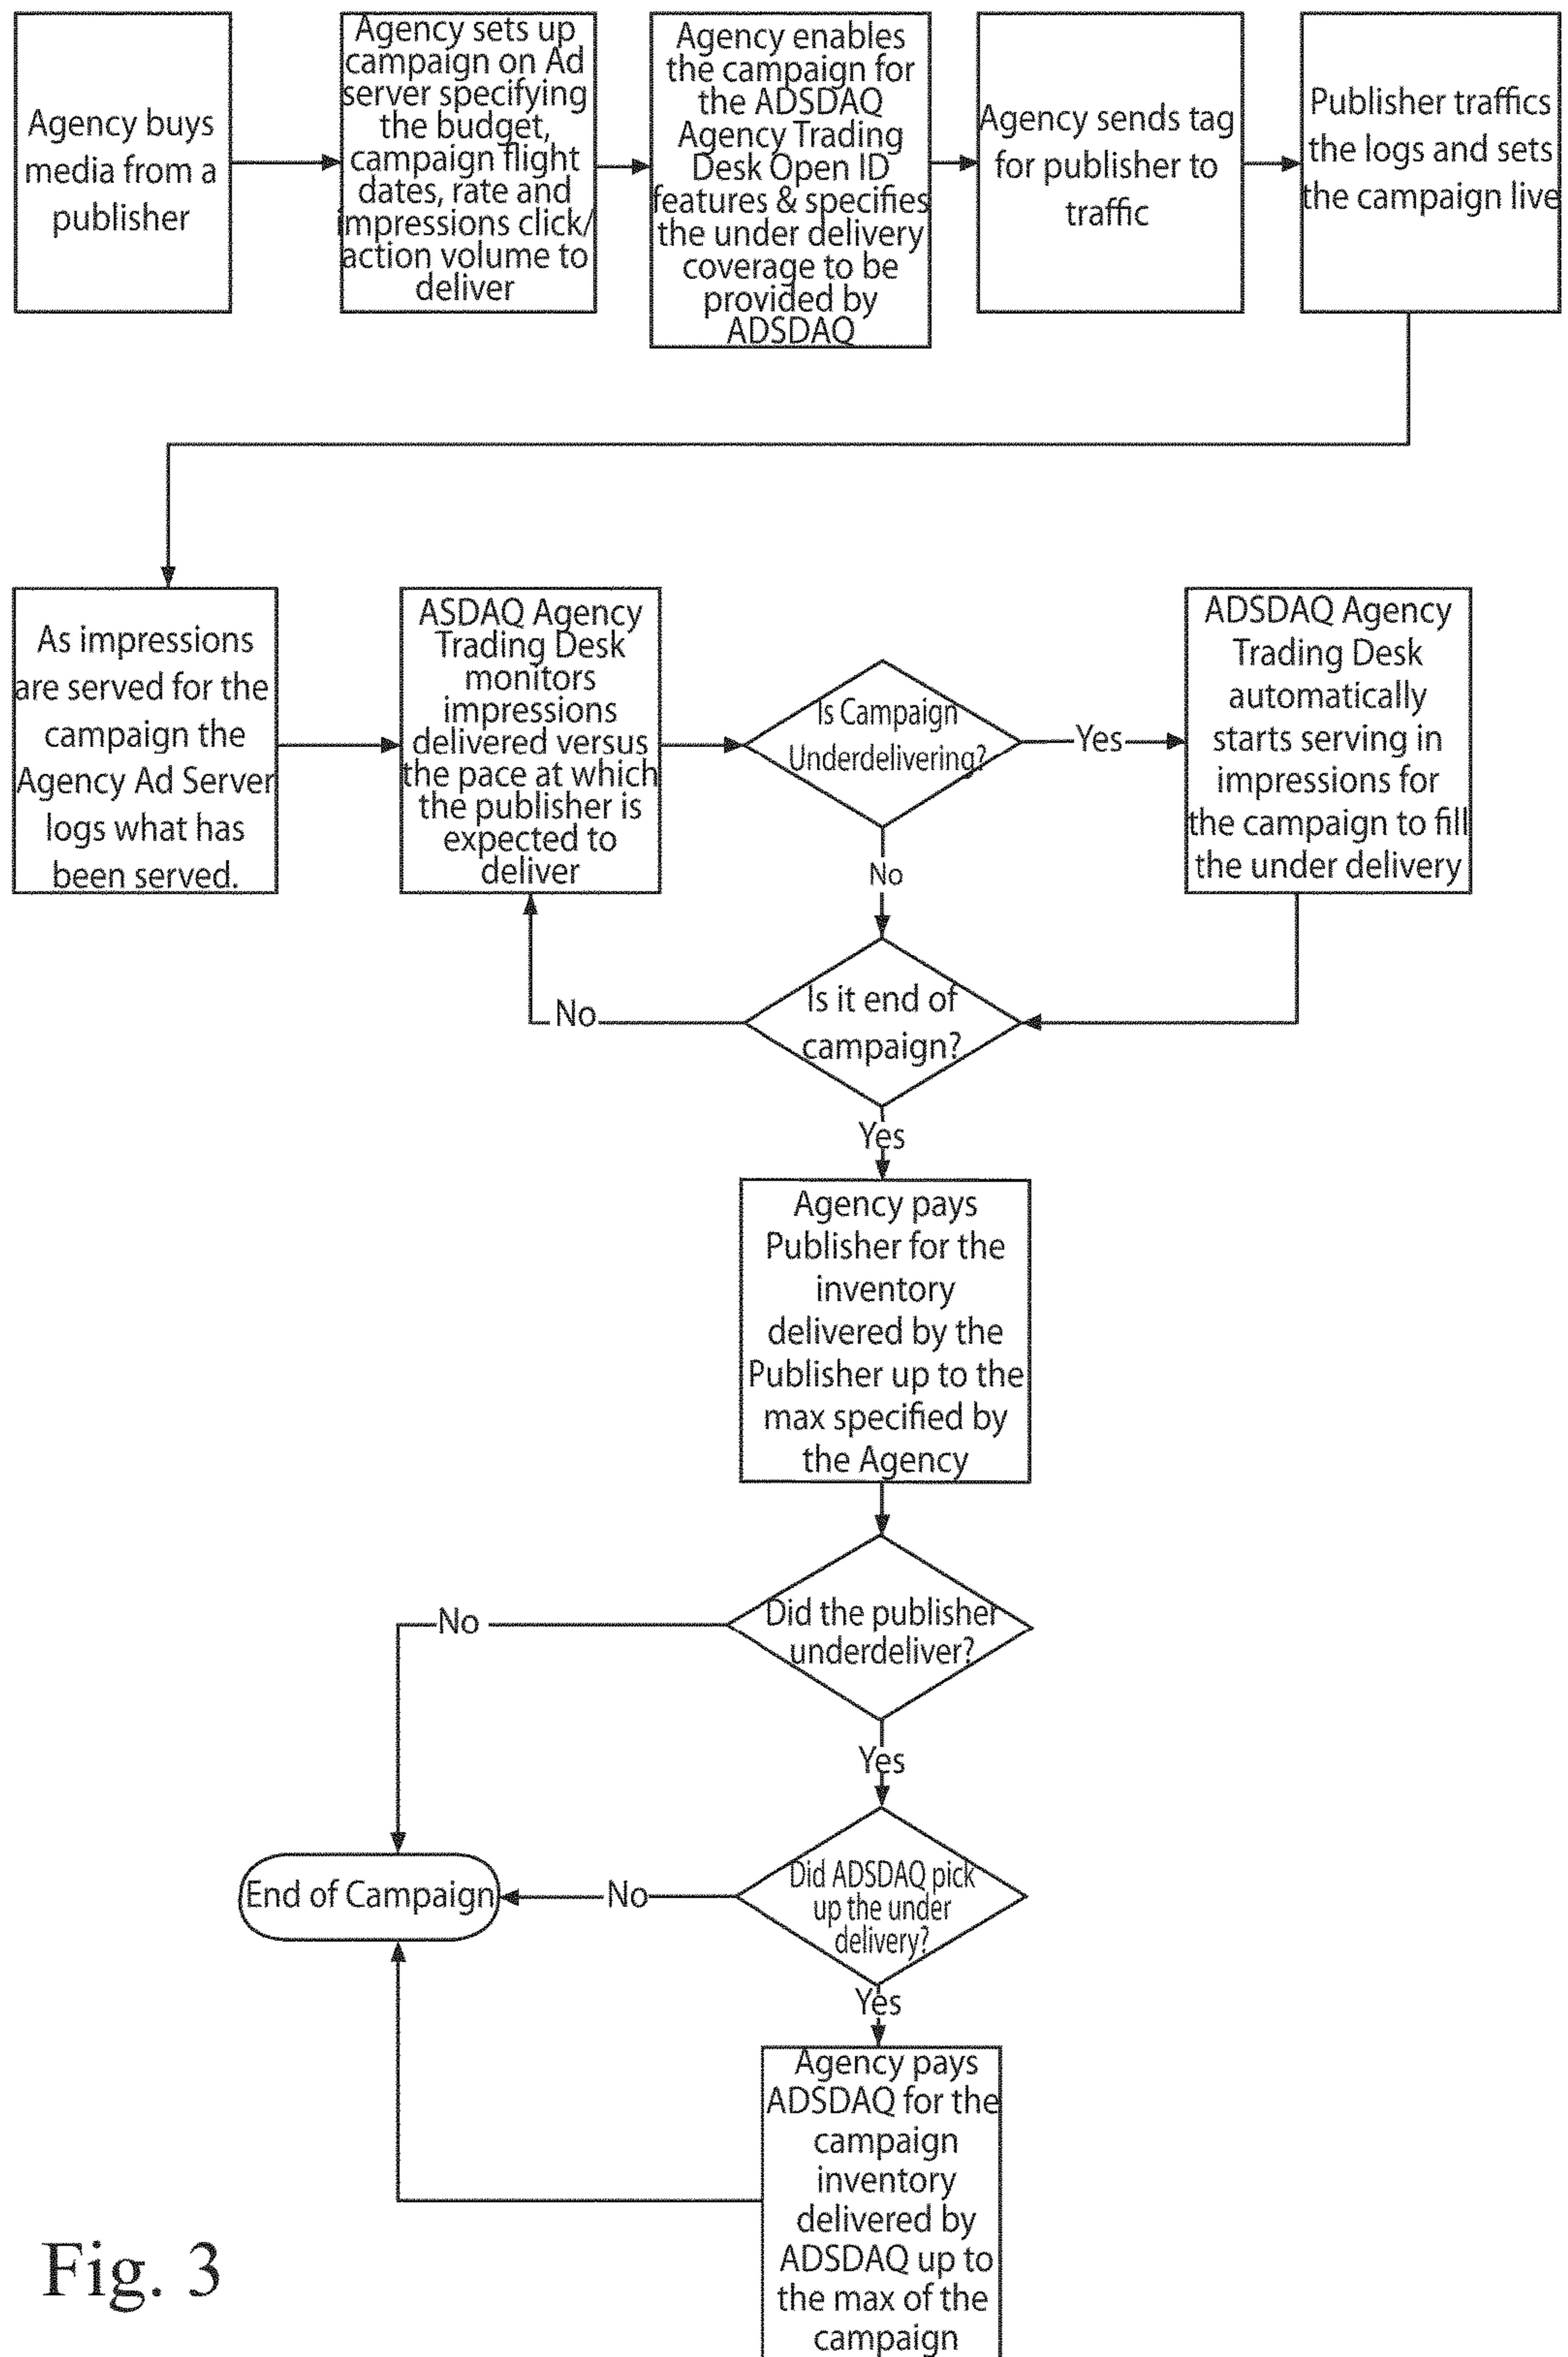 Agency buys
media from a
publisher
Agency sets up
campaign on Ad
server specifying
the budget,
campaign flight
dates, rate and
impressions click/
action volume to
deliver
Agency enables
the campaign for
the ADSDAQ
Agency Trading
Desk Open ID
features & specifies
the under delivery
coverage to be
provided by
ADSDAQ
Agency sends tag
for publisher to
traffic
Publisher traffics
the logs and sets
the campaign live
As impressions
are served for the
campaign the
Agency Ad Server
logs what has
been served.
ASDAQ Agency
Trading Desk
monitors
impressions
delivered versus
the pace at which
the publisher is
expected to
deliver
Is Campaign
Underdelivering?
Yes
ADSDAQ Agency
Trading Desk
automatically
starts serving in
impressions for
the campaign to fill
the under delivery
No
Is it end of
campaign?
No
Yes
Agency pays
Publisher for the
inventory
delivered by the
Publisher up to the
max specified by
the Agency
Did the publisher
underdeliver?
No
Yes
Did ADSDAQ pick
up the under
delivery?
No
End of Campaign
Yes
Agency pays
ADSDAQ for the
campaign
inventory
delivered by
ADSDAQ up to
the max of the
campaign
Fig. 3